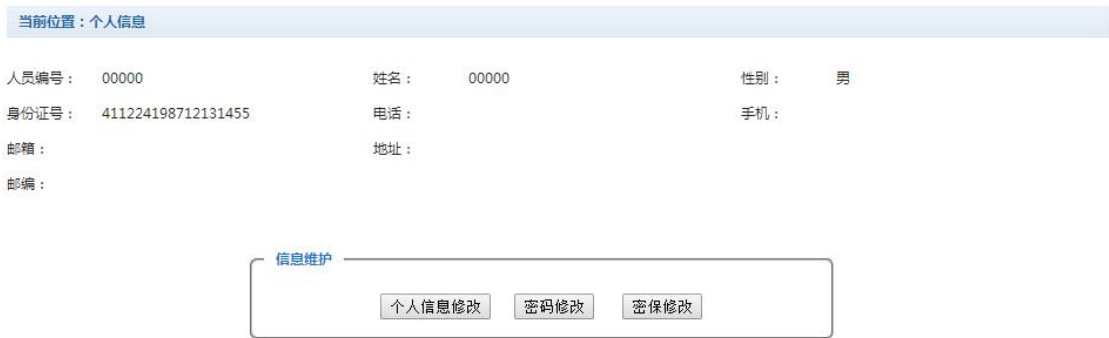 当前位置：个人信息
人员编号： 00000 姓名： 00000 性别： 男
身份证号： 411224198712131455 电话： 手机：
邮箱： 地址：
邮编：
信息维护
个人信息修改 密码修改 密保修改